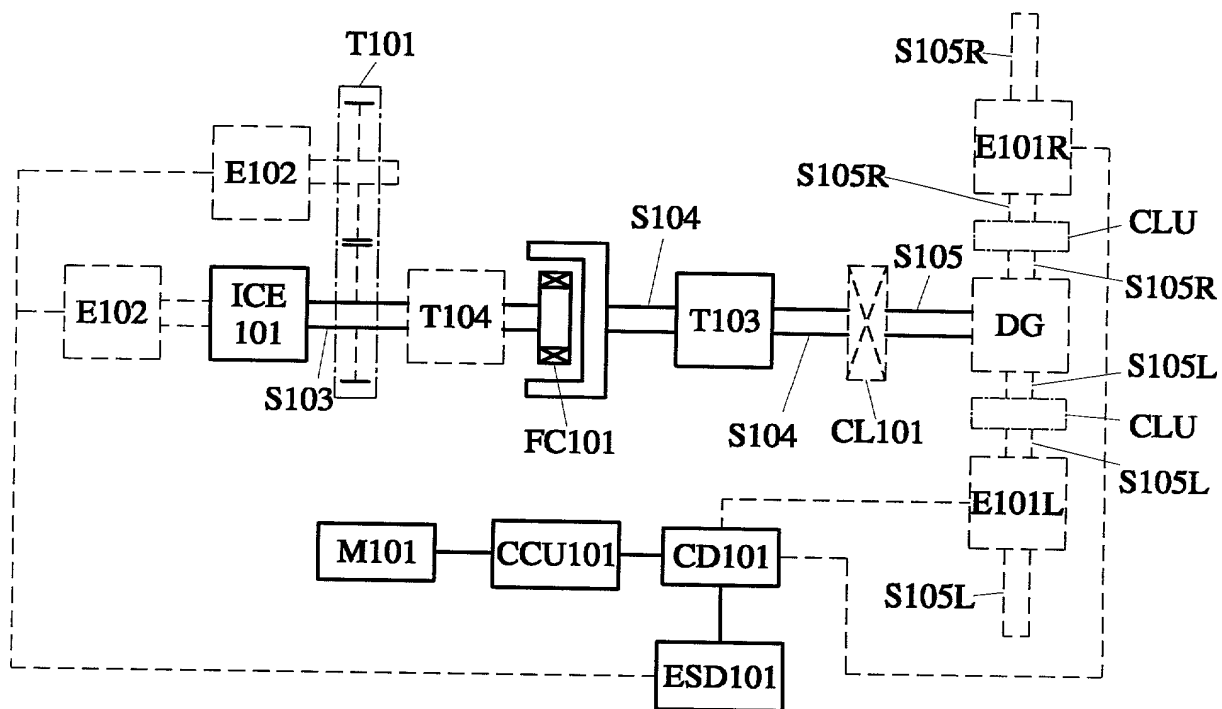 T101
S105R
E101R
E102
S105R
S104
CLU
S105
S105R
ICE
101
E102
T104
T103
DG
S105L
S103
CLU
FC101
S104
CL101
S105L
E101L
M101
CCU101
CD101
S105L
ESD101